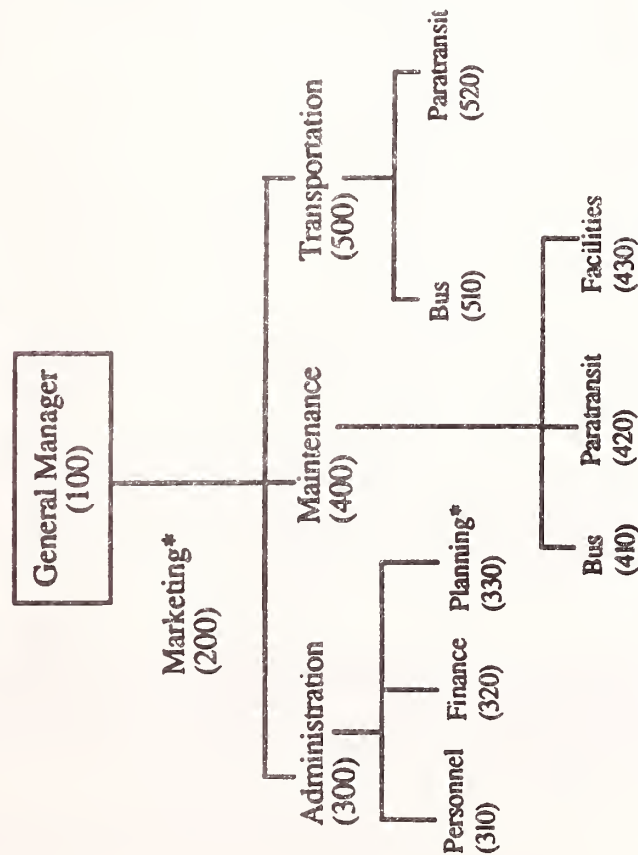 General Manager
(100)
Marketing*
(200)
Administration
(300)
Maintenance
(400)
Transportation
(500)
Personnel
(310)
Finance
(320)
Planning*
(330)
Bus
(410)
Paratransit
(420)
Facilities
(430)
Bus
(510)
Paratransit
(520)